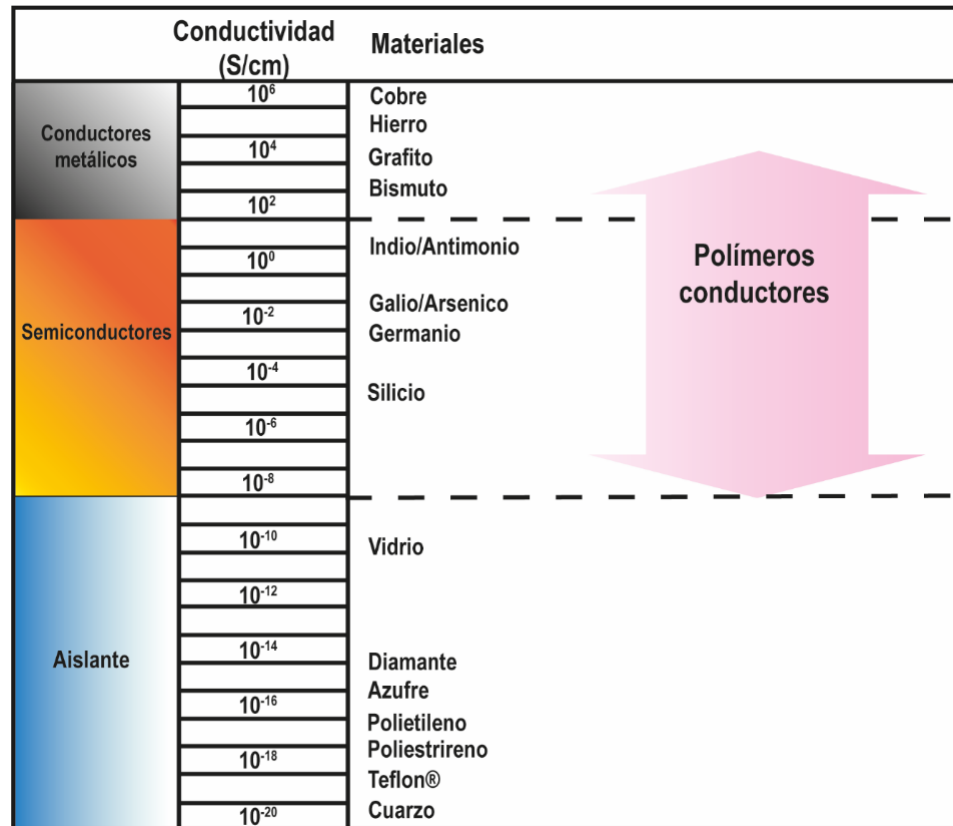 Conductividad
(S/cm)
Materiales
Conductores
metálicos
10⁶
Cobre
Hierro
10⁴
Grafito
Bismuto
10²
Indio/Antimonio
10⁰
Polímeros
conductores
Semiconductores
Galio/Arsenico
10⁻²
Germanio
10⁻⁴
Silicio
10⁻⁶
10⁻⁸
Aislante
10⁻¹⁰
Vidrio
10⁻¹²
10⁻¹⁴
Diamante
Azufre
10⁻¹⁶
Polietileno
Poliestrireno
10⁻¹⁸
Teflon®
Cuarzo
10⁻²⁰